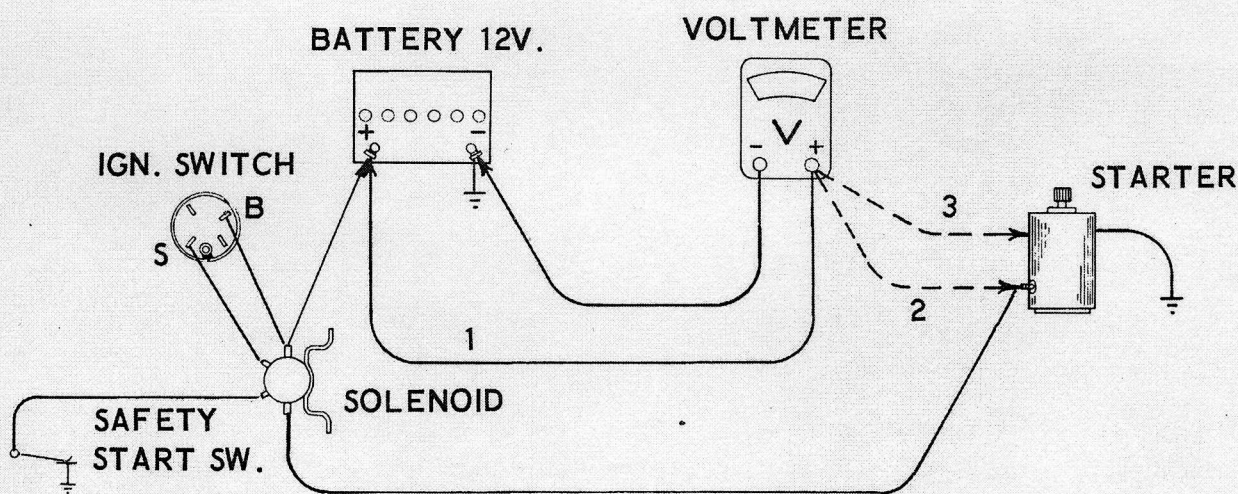 BATTERY 12V.
VOLTMETER
+
-
V
-
+
IGN. SWITCH
B
S
STARTER
3
2
1
SOLENOID
SAFETY
START SW.